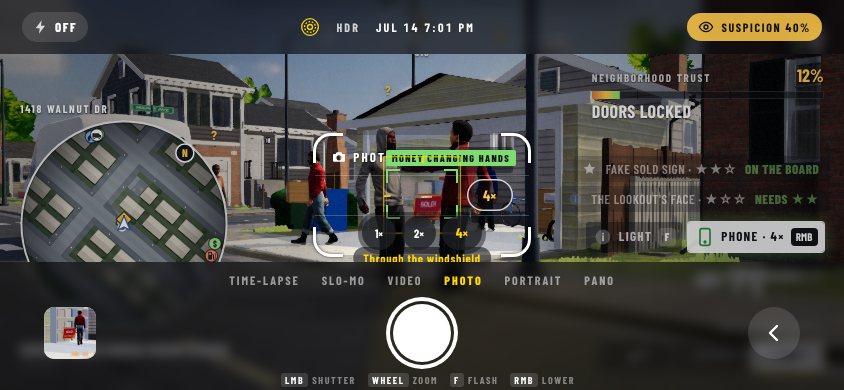 OFF
HDR JUL 14 7:01 PM
SUSPICION 40%
NEIGHBORHOOD TRUST 12%
DOORS LOCKED
1418 WALNUT DR
N
?
?
PHOT
MONEY CHANGING HANDS
FAKE SOLD SIGN · ★★☆ ON THE BOARD
THE LOOKOUT'S FACE · ☆☆☆ NEEDS ★★
4×
SOLD!
1× 2× 4×
i LIGHT F
PHONE · 4× RMB
$
Through the windshield
TIME-LAPSE SLO-MO VIDEO PHOTO PORTRAIT PANO
LMB SHUTTER WHEEL ZOOM F FLASH RMB LOWER